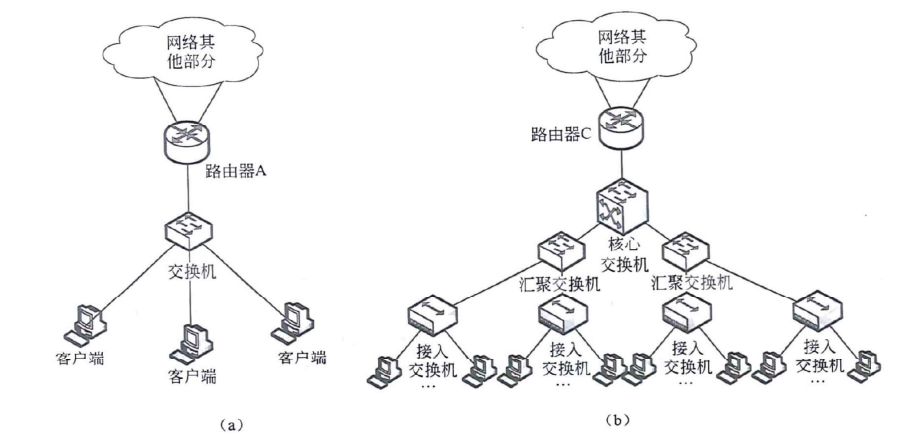 网络其
他部分
路由器A
交换机
客户端
客户端
客户端
(a)
网络其
他部分
路由器C
核心
交换机
汇聚交换机
汇聚交换机
接入
交换机
...
接入
交换机
...
接入
交换机
...
接入
交换机
...
(b)